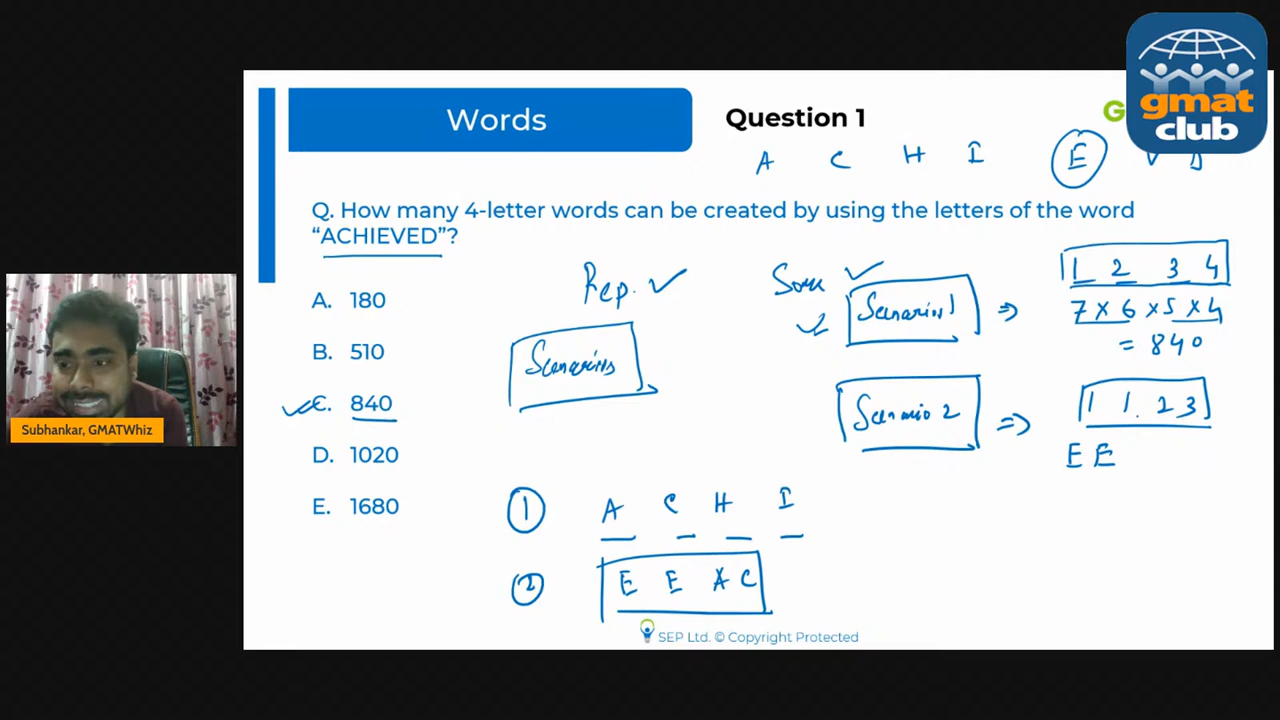 gmat
club
Words
Question 1
G
A C H I E V D
Q. How many 4-letter words can be created by using the letters of the word
“ACHIEVED”?
A. 180
B. 510
C. 840
D. 1020
E. 1680
Rep. ✓
Scenarios
Scenario 1 ⇒
1 2 3 4
7 × 6 × 5 × 4
= 840
Scenario 2 ⇒
1 1. 2 3
E E
① A C H I
② E E A C
Subhankar, GMATWhiz
SEP Ltd. © Copyright Protected